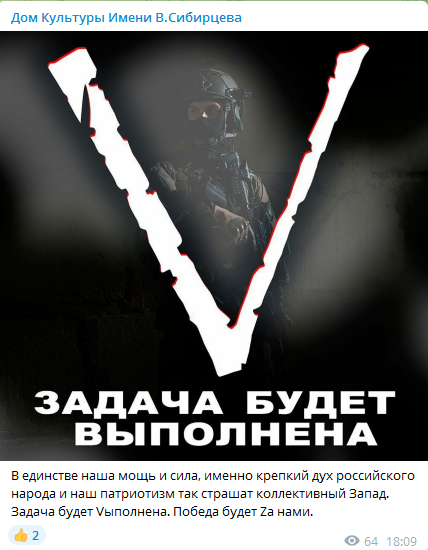 Дом Культуры Имени В.Сибирцева
V
ЗАДАЧА БУДЕТ
ВЫПОЛНЕНА
В единстве наша мощь и сила, именно крепкий дух российского
народа и наш патриотизм так страшат коллективный Запад.
Задача будет Vыполнена. Победа будет Zа нами.
👍 2
64 18:09